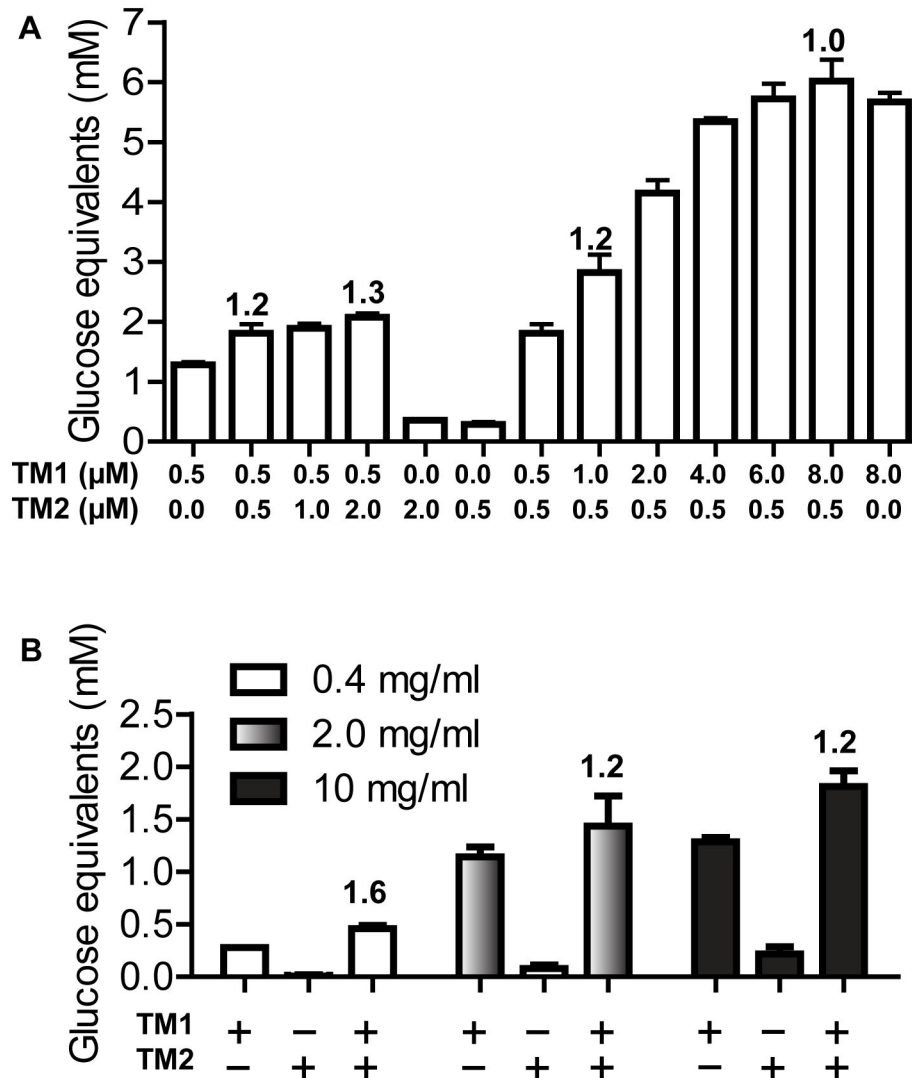 A
Glucose equivalents (mM)
7
6
5
4
3
2
1
0
1.2
1.3
1.2
1.0
TM1 (µM) 0.5 0.5 0.5 0.5 0.0 0.0 0.5 1.0 2.0 4.0 6.0 8.0 8.0
TM2 (µM) 0.0 0.5 1.0 2.0 2.0 0.5 0.5 0.5 0.5 0.5 0.5 0.5 0.0
B
Glucose equivalents (mM)
0.4 mg/ml
2.0 mg/ml
10 mg/ml
2.5
2.0
1.5
1.0
0.5
0.0
1.6
1.2
1.2
TM1 + − + + − + + − +
TM2 − + + − + + − + +